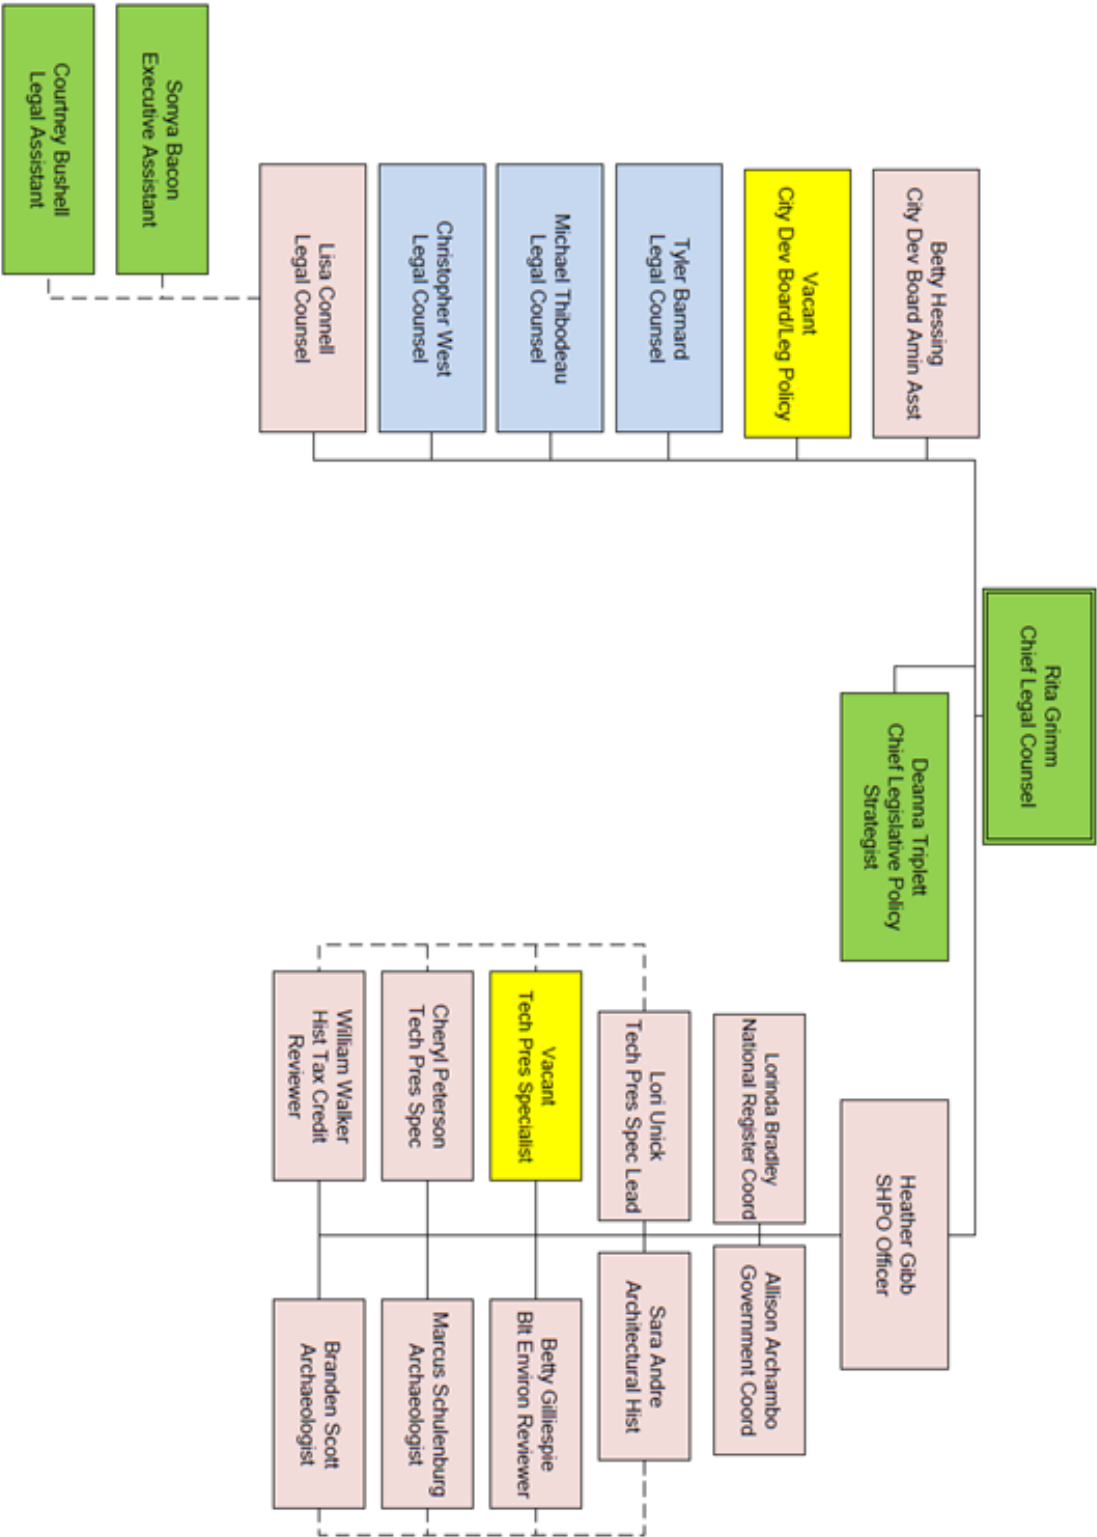 Rita Grimm
Chief Legal Counsel
Deanna Triplett
Chief Legislative Policy
Strategist
Betty Hessing
City Dev Board Amin Asst
Vacant
City Dev Board/Leg Policy
Tyler Barnard
Legal Counsel
Michael Thibodeau
Legal Counsel
Christopher West
Legal Counsel
Lisa Connell
Legal Counsel
Sonya Bacon
Executive Assistant
Courtney Bushell
Legal Assistant
Heather Gibb
SHPO Officer
Lorinda Bradley
National Register Coord
Allison Archambo
Government Coord
Lori Unick
Tech Pres Spec Lead
Sara Andre
Architectural Hist
Vacant
Tech Pres Specialist
Betty Gilliespie
Blt Environ Reviewer
Cheryl Peterson
Tech Pres Spec
Marcus Schulenburg
Archaeologist
William Walker
Hist Tax Credit
Reviewer
Branden Scott
Archaeologist